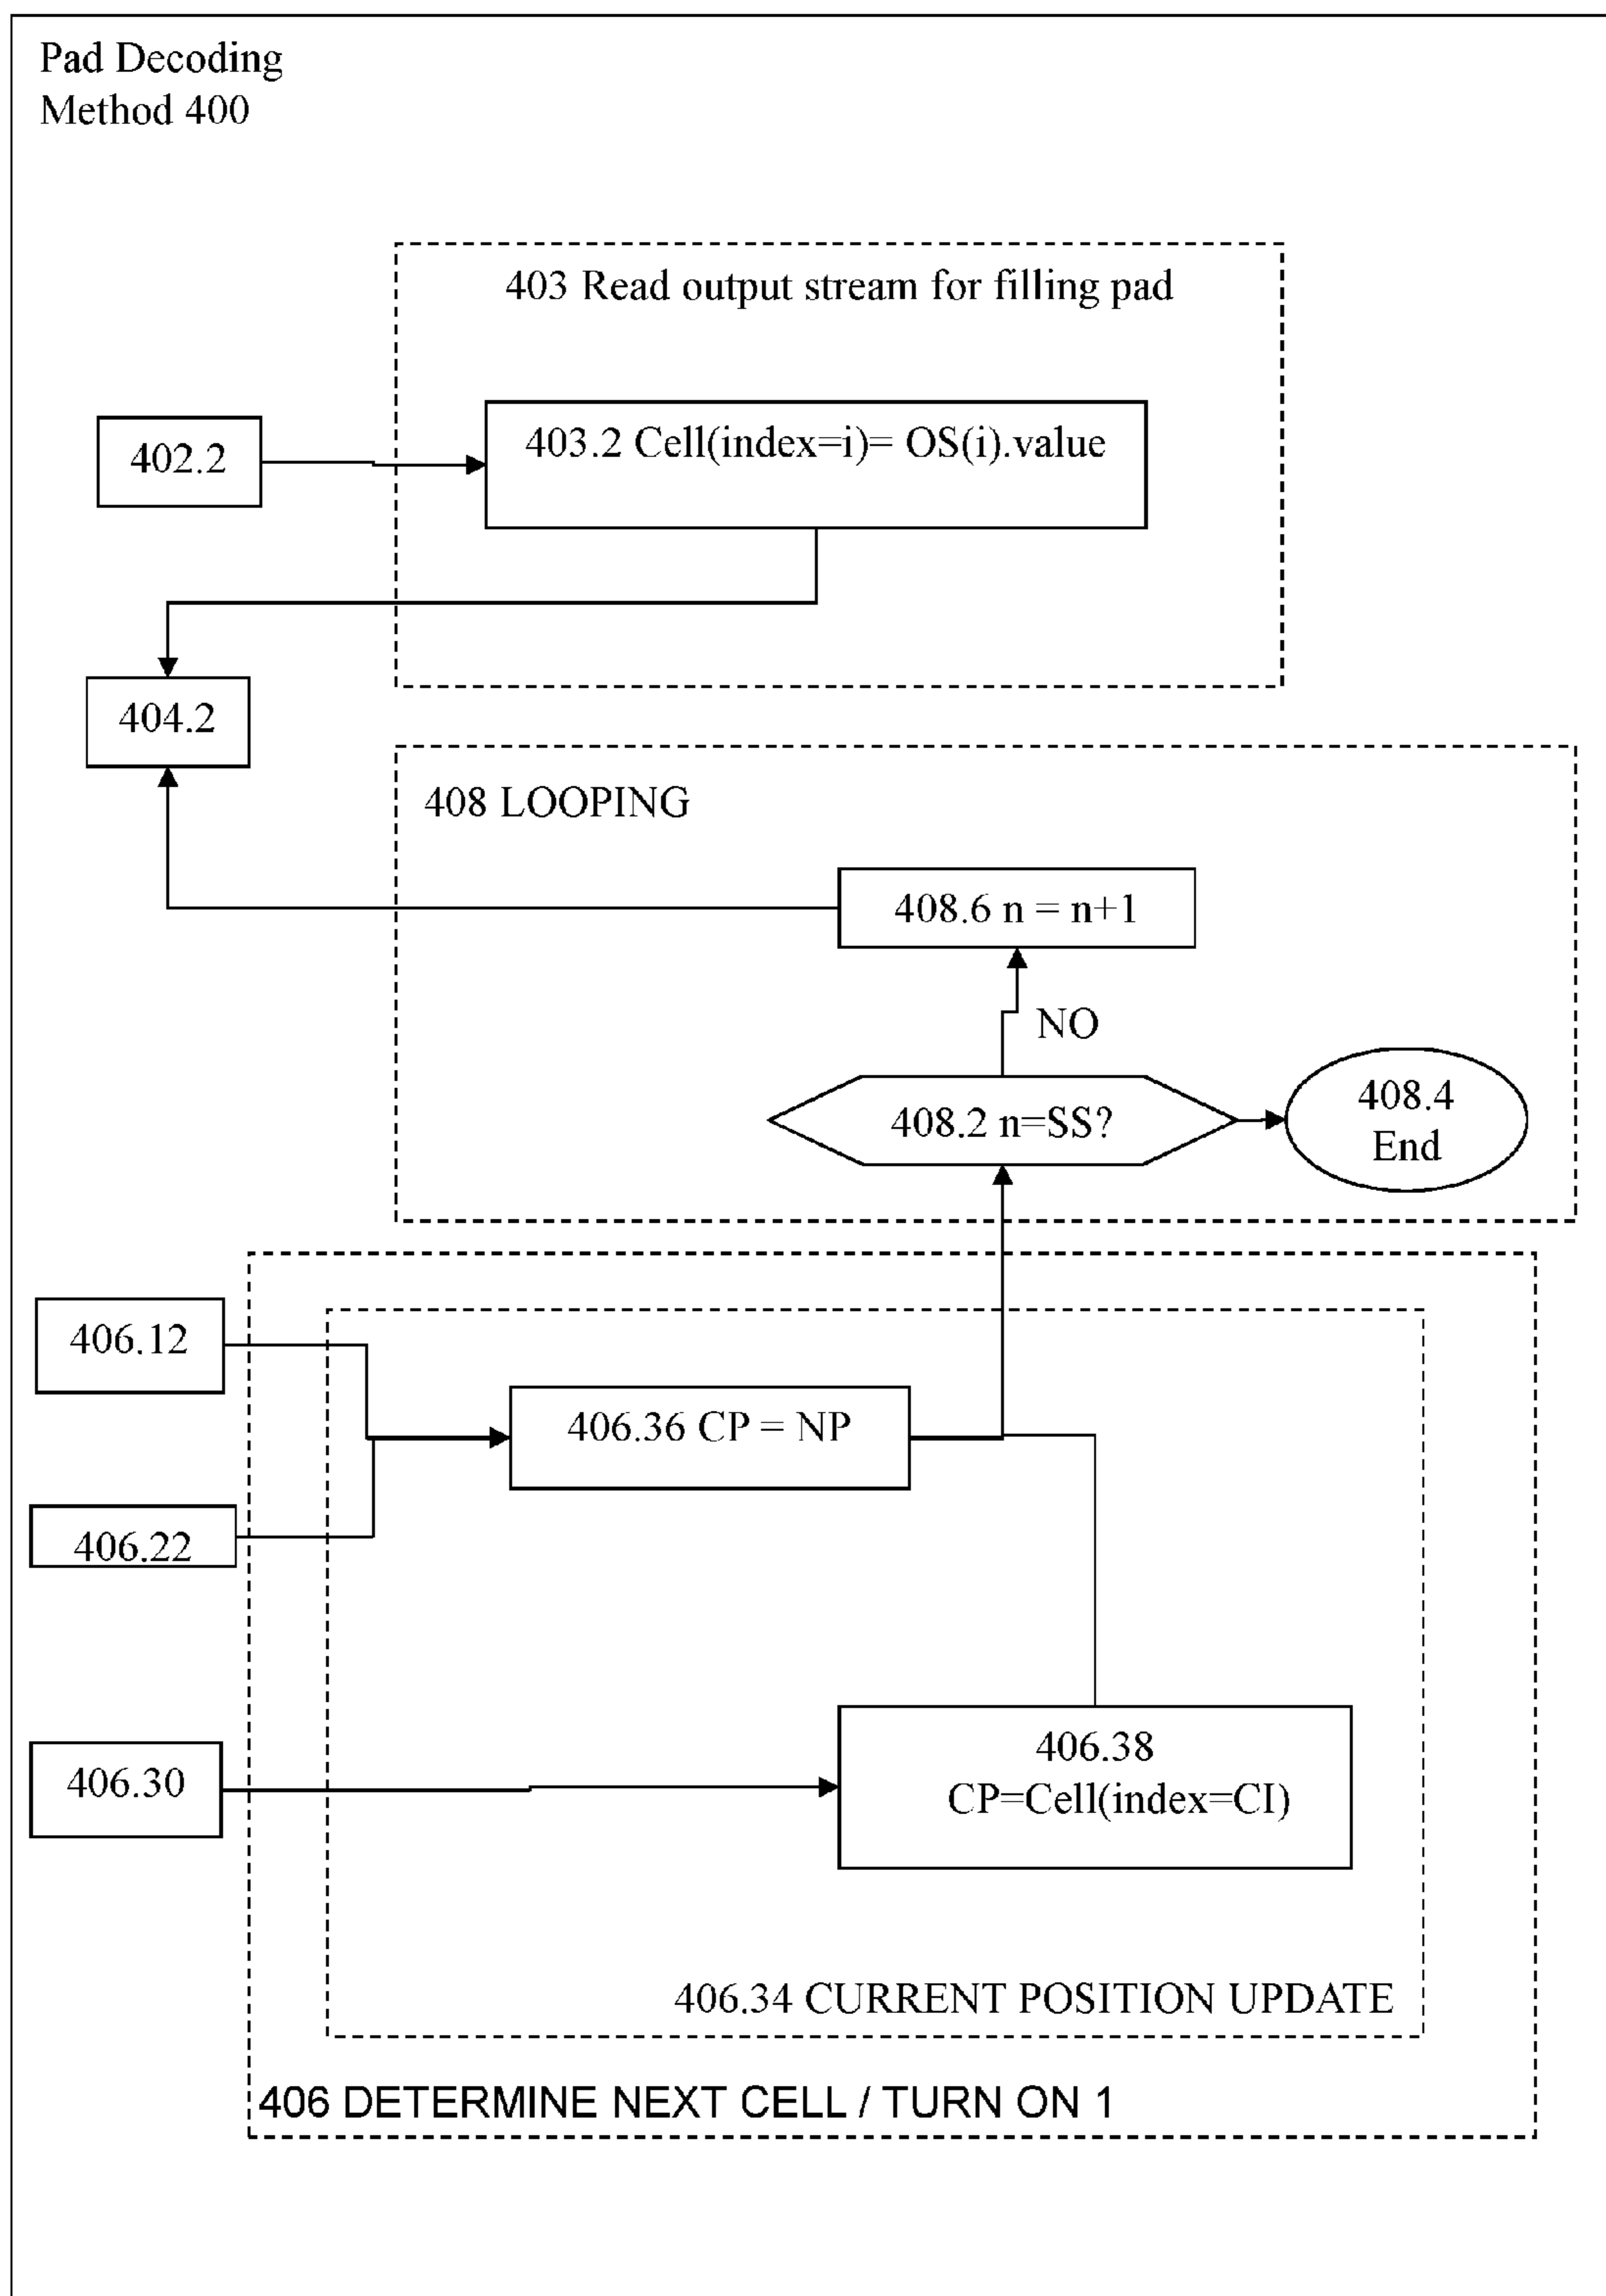 Pad Decoding
Method 400
403 Read output stream for filling pad
402.2
403.2 Cell(index=i)= OS(i).value
404.2
408 LOOPING
408.6 n = n+1
NO
408.2 n=SS?
408.4
End
406.12
406.36 CP = NP
406.22
406.30
406.38
CP=Cell(index=CI)
406.34 CURRENT POSITION UPDATE
406 DETERMINE NEXT CELL / TURN ON 1